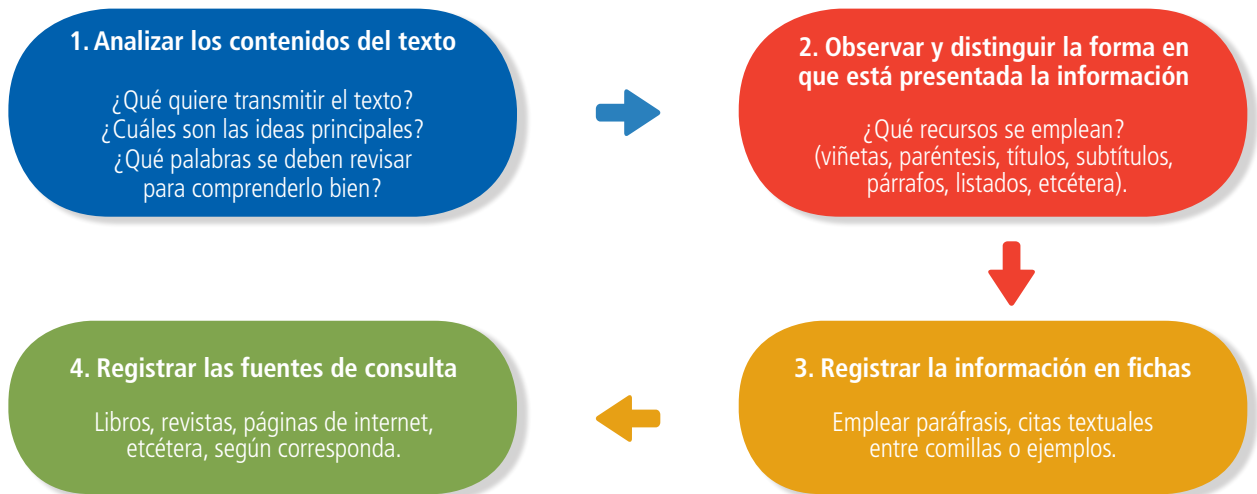 1. Analizar los contenidos del texto
¿Qué quiere transmitir el texto?
¿Cuáles son las ideas principales?
¿Qué palabras se deben revisar
para comprenderlo bien?
2. Observar y distinguir la forma en
que está presentada la información
¿Qué recursos se emplean?
(viñetas, paréntesis, títulos, subtítulos,
párrafos, listados, etcétera).
3. Registrar la información en fichas
Emplear paráfrasis, citas textuales
entre comillas o ejemplos.
4. Registrar las fuentes de consulta
Libros, revistas, páginas de internet,
etcétera, según corresponda.